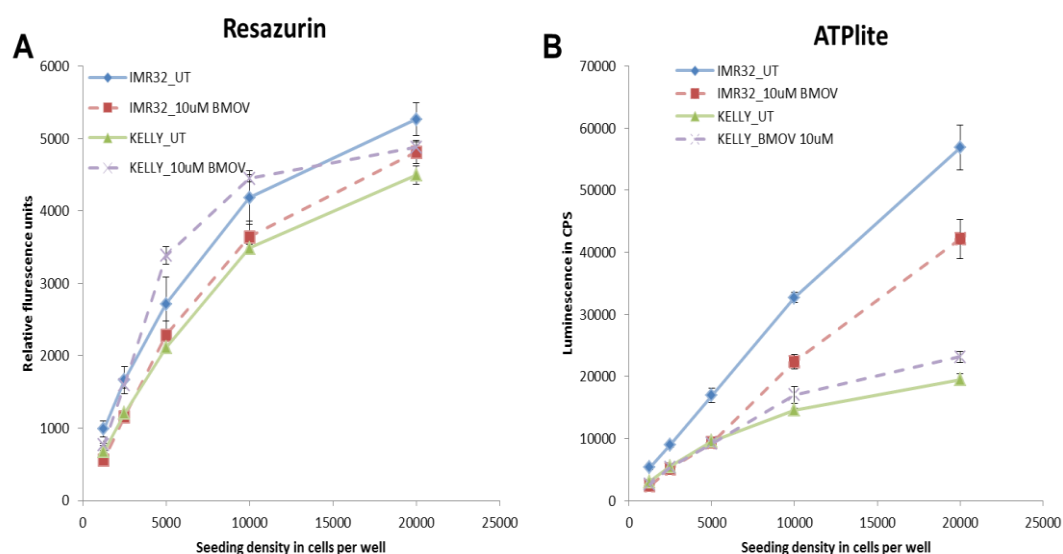 A
Resazurin
6000
5000
4000
3000
2000
1000
0
Relative flurescence units
IMR32_UT
IMR32_10uM BMOV
KELLY_UT
KELLY_10uM BMOV
0 5000 10000 15000 20000 25000
Seeding density in cells per well
B
ATPlite
70000
60000
50000
40000
30000
20000
10000
0
Luminescence in CPS
IMR32_UT
IMR32_10uM BMOV
KELLY_UT
KELLY_BMOV 10uM
0 5000 10000 15000 20000 25000
Seeding density in cells per well